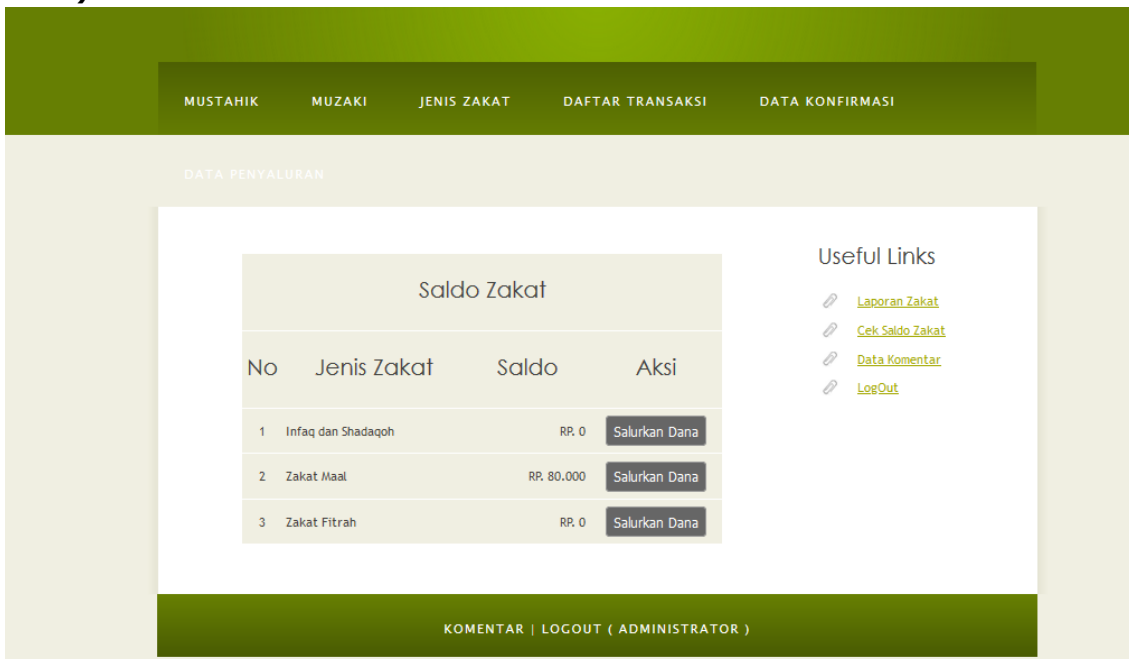 MUSTAHIK MUZAKI JENIS ZAKAT DAFTAR TRANSAKSI DATA KONFIRMASI
DATA PENYALURAN
Saldo Zakat
No Jenis Zakat Saldo Aksi
1 Infaq dan Shadaqoh RP. 0 Salurkan Dana
2 Zakat Maal RP. 80.000 Salurkan Dana
3 Zakat Fitrah RP. 0 Salurkan Dana
Useful Links
Laporan Zakat
Cek Saldo Zakat
Data Komentar
LogOut
KOMENTAR | LOGOUT ( ADMINISTRATOR )